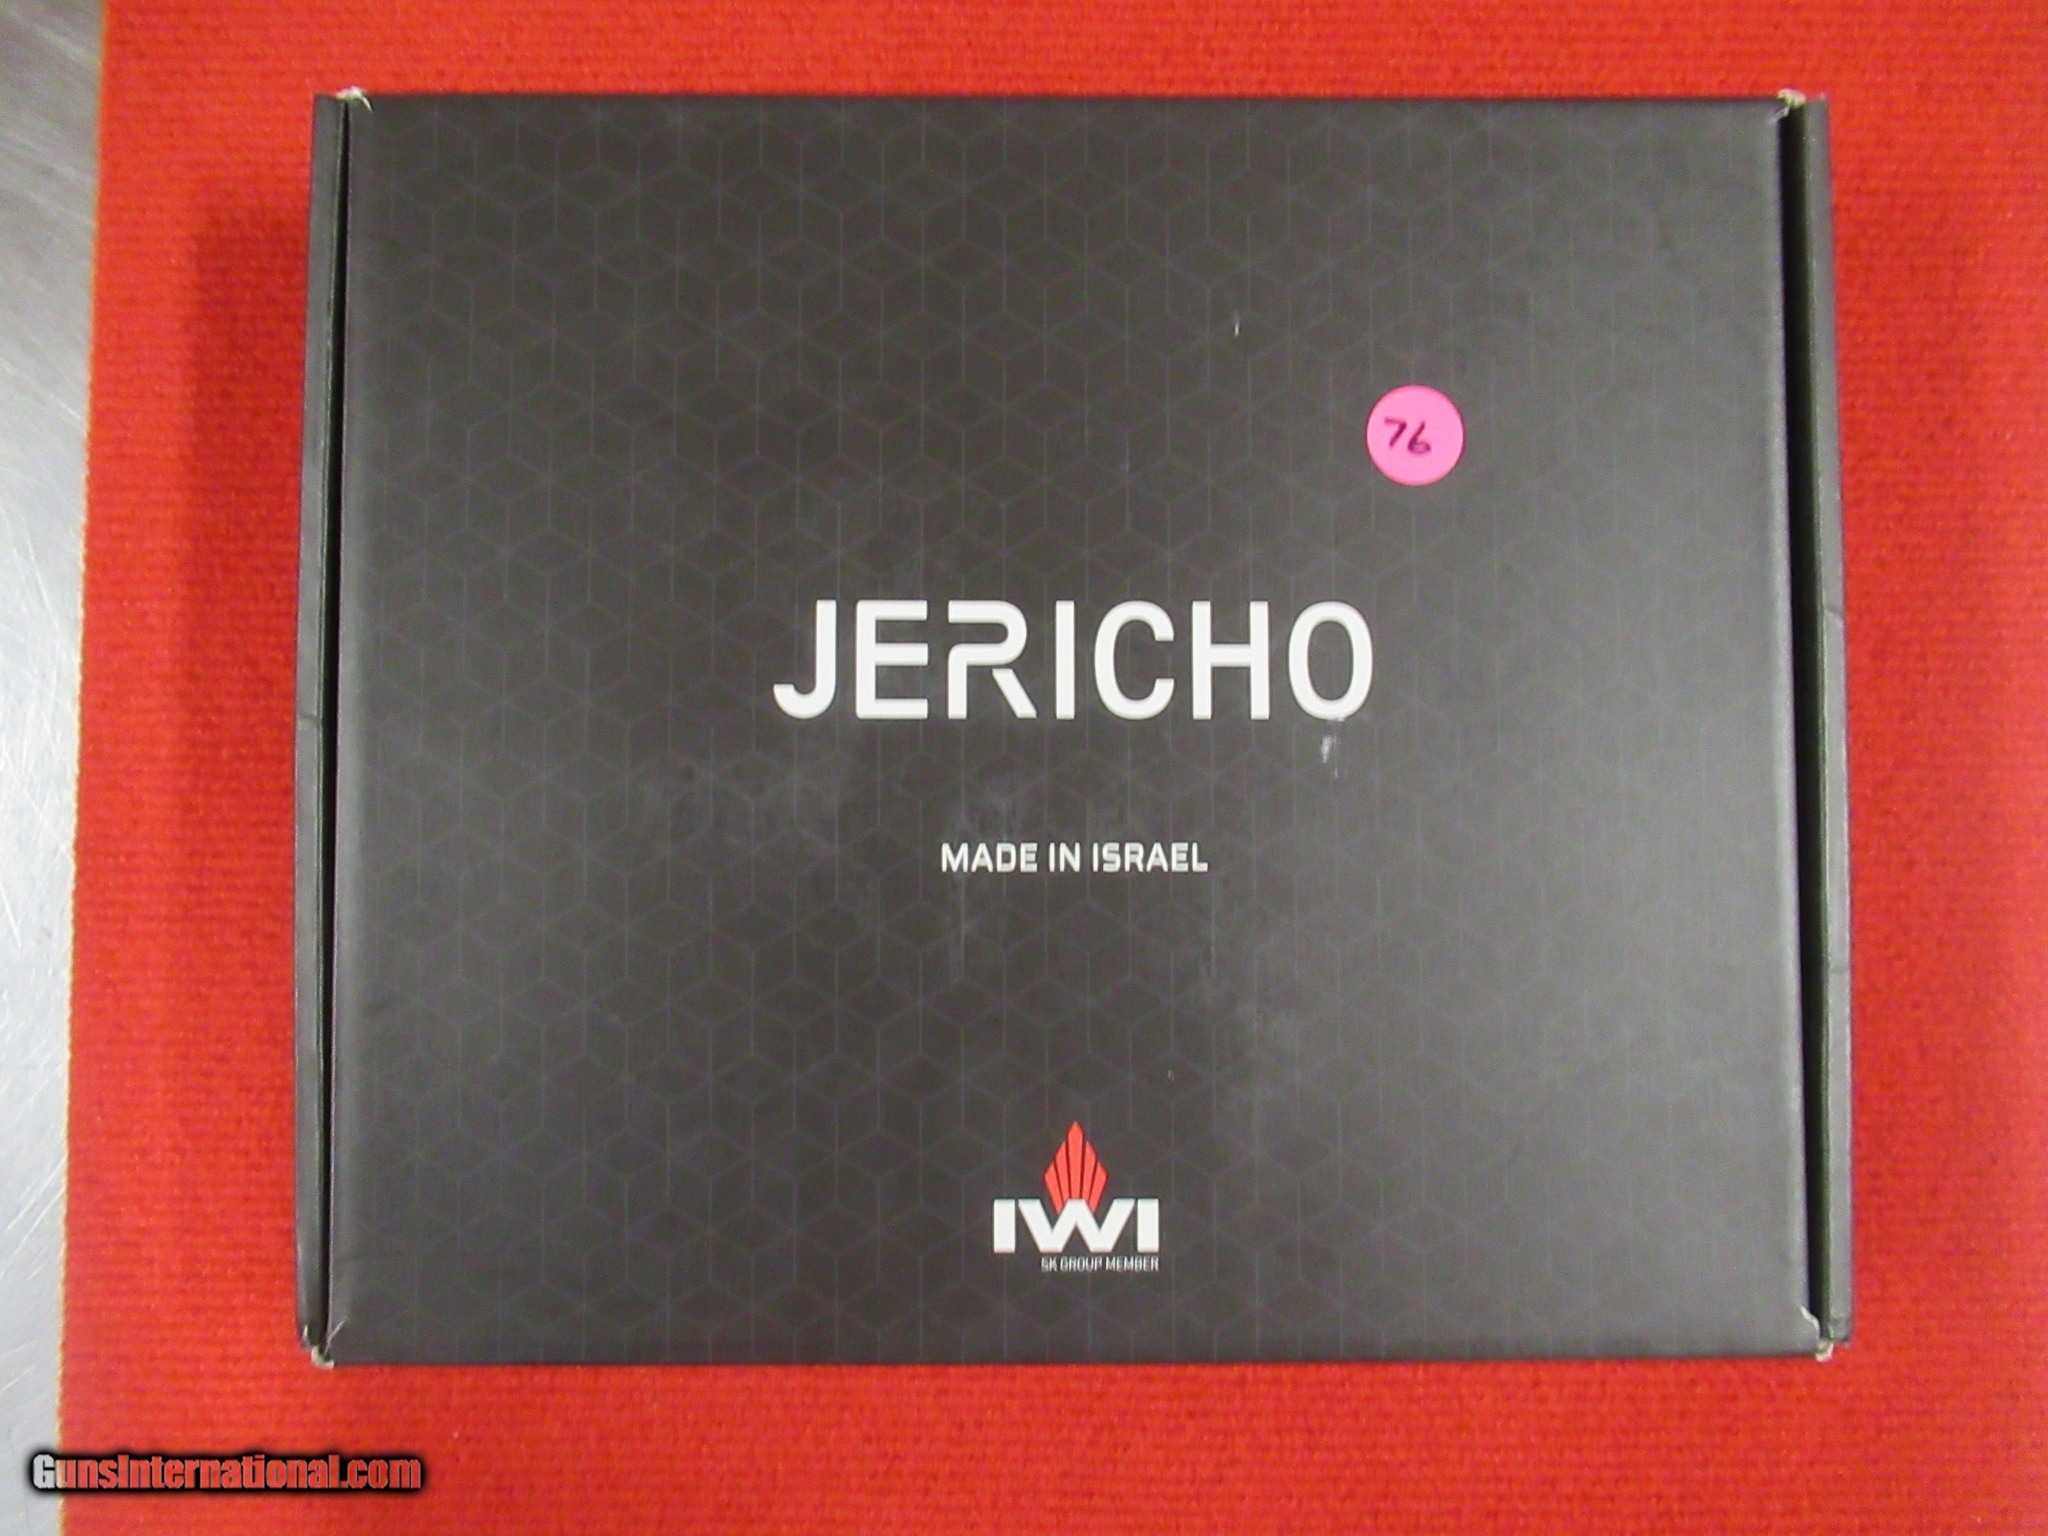 76
JERICHO
MADE IN ISRAEL
IWI
SK GROUP MEMBER
GunsInternational.com